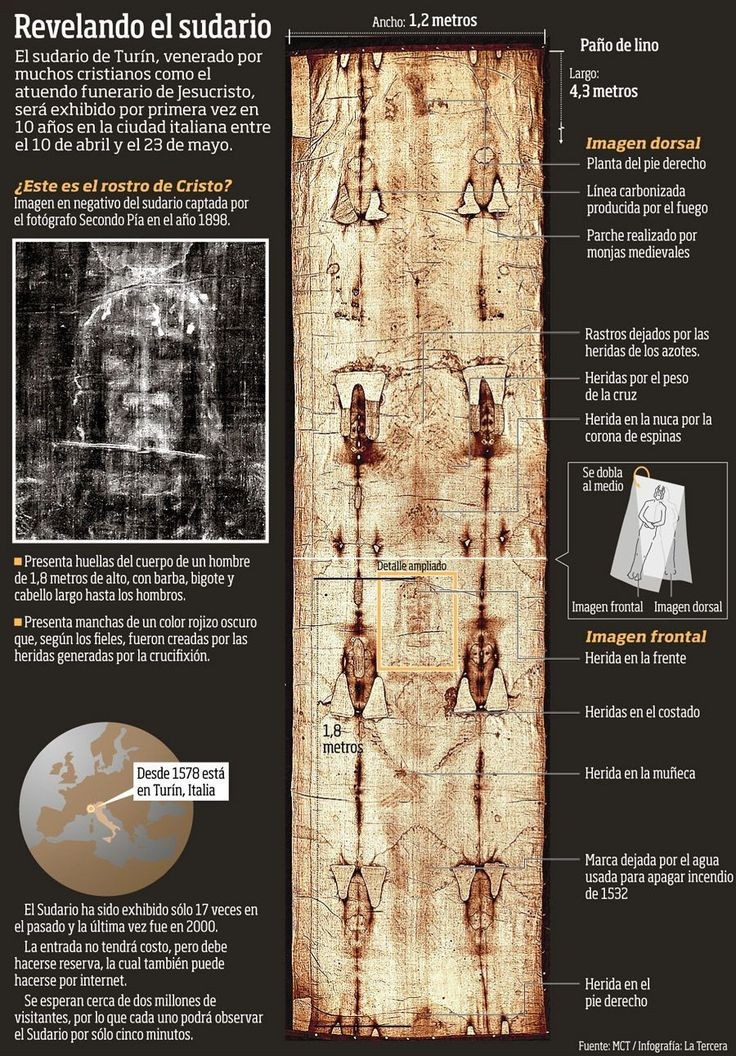 Revelando el sudario
El sudario de Turín, venerado por
muchos cristianos como el
atuendo funerario de Jesucristo,
será exhibido por primera vez en
10 años en la ciudad italiana entre
el 10 de abril y el 23 de mayo.
¿Este es el rostro de Cristo?
Imagen en negativo del sudario captada por
el fotógrafo Secondo Pía en el año 1898.
Presenta huellas del cuerpo de un hombre
de 1,8 metros de alto, con barba, bigote y
cabello largo hasta los hombros.
Presenta manchas de un color rojizo oscuro
que, según los fieles, fueron creadas por las
heridas generadas por la crucifixión.
Desde 1578 está
en Turín, Italia
El Sudario ha sido exhibido sólo 17 veces en
el pasado y la última vez fue en 2000.
La entrada no tendrá costo, pero debe
hacerse reserva, la cual también puede
hacerse por internet.
Se esperan cerca de dos millones de
visitantes, por lo que cada uno podrá observar
el Sudario por sólo cinco minutos.
Ancho: 1,2 metros
Paño de lino
Largo:
4,3 metros
Imagen dorsal
Planta del pie derecho
Línea carbonizada
producida por el fuego
Parche realizado por
monjas medievales
Rastros dejados por las
heridas de los azotes.
Heridas por el peso
de la cruz
Herida en la nuca por la
corona de espinas
Se dobla
al medio
Imagen frontal
Imagen dorsal
Detalle ampliado
1,8
metros
Imagen frontal
Herida en la frente
Heridas en el costado
Herida en la muñeca
Marca dejada por el agua
usada para apagar incendio
de 1532
Herida en el
pie derecho
Fuente: MCT / Infografía: La Tercera